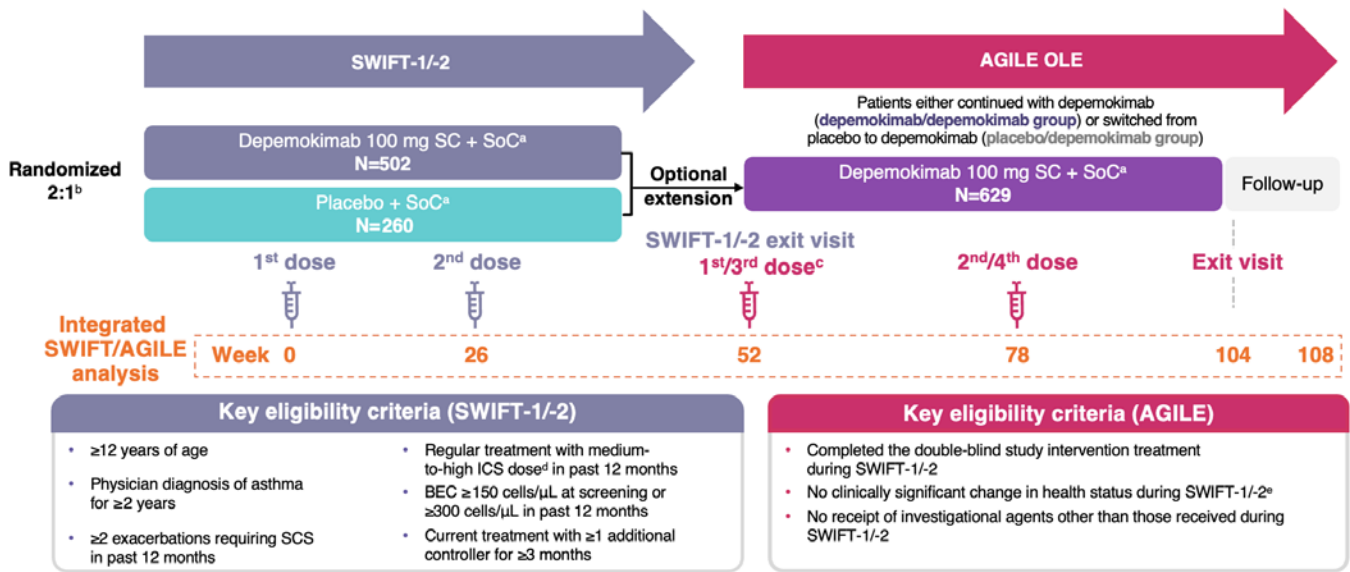 SWIFT-1/-2
AGILE OLE
Patients either continued with depemokimab
(depemokimab/depemokimab group) or switched from
placebo to depemokimab (placebo/depemokimab group)
Randomized
2:1ᵇ
Depemokimab 100 mg SC + SoCᵃ
N=502
Placebo + SoCᵃ
N=260
Optional
extension
Depemokimab 100 mg SC + SoCᵃ
N=629
Follow-up
1ˢᵗ dose
2ⁿᵈ dose
SWIFT-1/-2 exit visit
1ˢᵗ/3ʳᵈ doseᶜ
2ⁿᵈ/4ᵗʰ dose
Exit visit
Integrated
SWIFT/AGILE
analysis
Week 0 26 52 78 104 108
Key eligibility criteria (SWIFT-1/-2)
• ≥12 years of age
• Physician diagnosis of asthma
for ≥2 years
• ≥2 exacerbations requiring SCS
in past 12 months
• Regular treatment with medium-
to-high ICS doseᵈ in past 12 months
• BEC ≥150 cells/µL at screening or
≥300 cells/µL in past 12 months
• Current treatment with ≥1 additional
controller for ≥3 months
Key eligibility criteria (AGILE)
• Completed the double-blind study intervention treatment
during SWIFT-1/-2
• No clinically significant change in health status during SWIFT-1/-2ᵉ
• No receipt of investigational agents other than those received during
SWIFT-1/-2